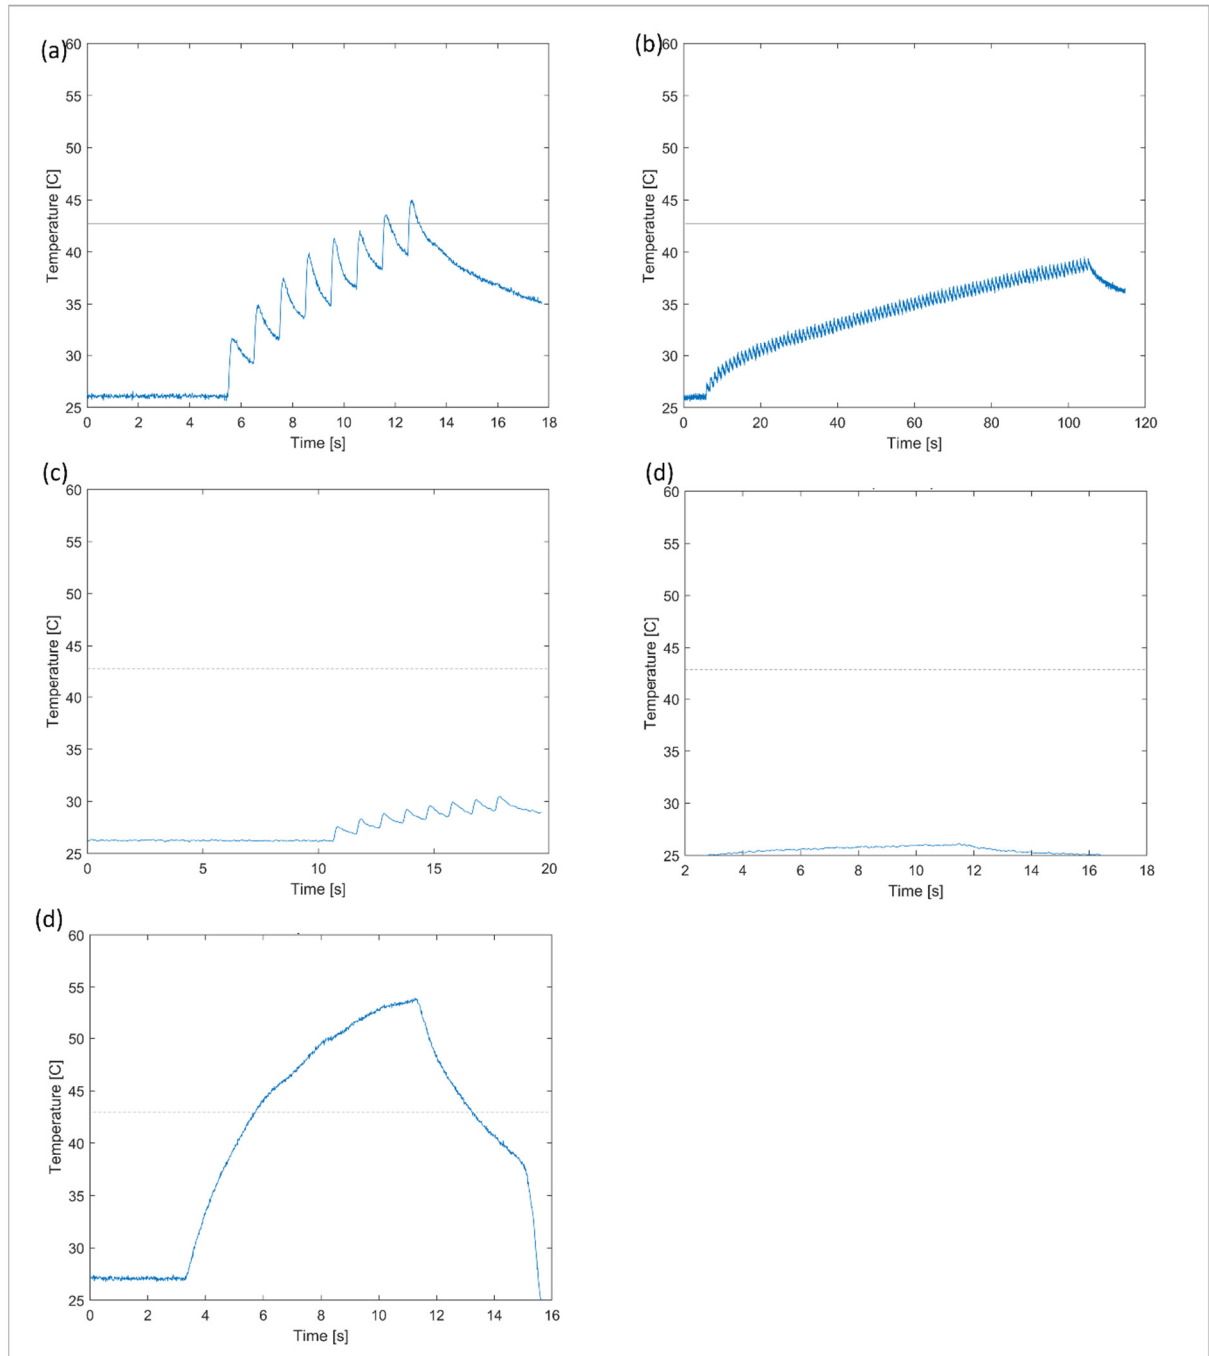 (a)
60
55
50
45
40
35
30
25
Temperature [C]
0 2 4 6 8 10 12 14 16 18
Time [s]
(b)
60
55
50
45
40
35
30
25
Temperature [C]
0 20 40 60 80 100 120
Time [s]
(c)
60
55
50
45
40
35
30
25
Temperature [C]
0 5 10 15 20
Time [s]
(d)
60
55
50
45
40
35
30
25
Temperature [C]
2 4 6 8 10 12 14 16 18
Time [s]
(d)
60
55
50
45
40
35
30
25
Temperature [C]
0 2 4 6 8 10 12 14 16
Time [s]